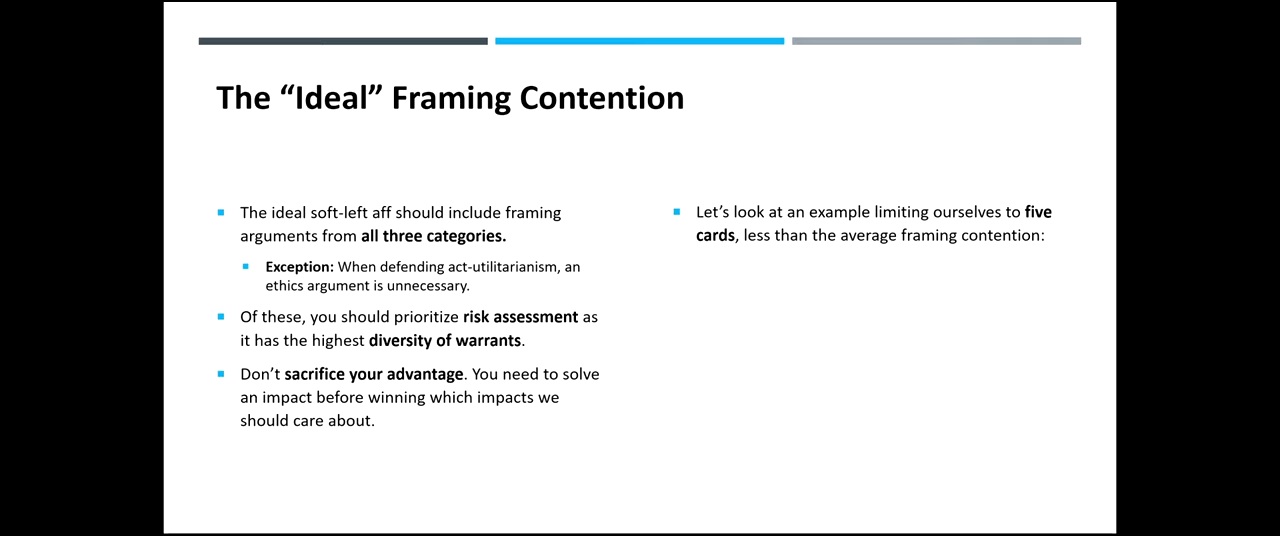 The “Ideal” Framing Contention
The ideal soft-left aff should include framing
arguments from all three categories.
Exception: When defending act-utilitarianism, an
ethics argument is unnecessary.
Of these, you should prioritize risk assessment as
it has the highest diversity of warrants.
Don’t sacrifice your advantage. You need to solve
an impact before winning which impacts we
should care about.
Let’s look at an example limiting ourselves to five
cards, less than the average framing contention: